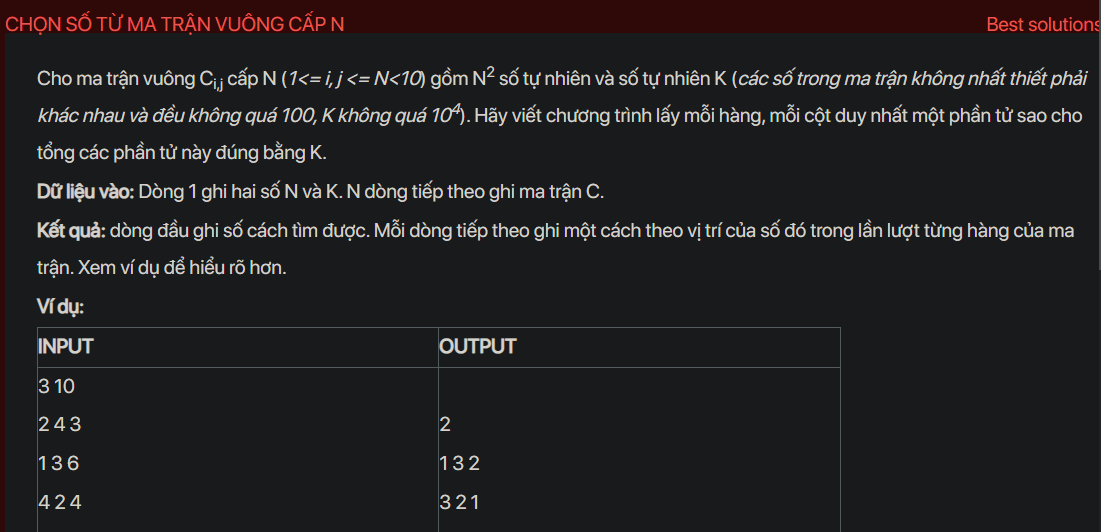 CHỌN SỐ TỪ MA TRẬN VUÔNG CẤP N Best solutions
Cho ma trận vuông Ci,j cấp N (1<= i, j <= N<10) gồm N² số tự nhiên và số tự nhiên K (các số trong ma trận không nhất thiết phải
khác nhau và đều không quá 100, K không quá 10⁴). Hãy viết chương trình lấy mỗi hàng, mỗi cột duy nhất một phần tử sao cho
tổng các phần tử này đúng bằng K.
Dữ liệu vào: Dòng 1 ghi hai số N và K. N dòng tiếp theo ghi ma trận C.
Kết quả: dòng đầu ghi số cách tìm được. Mỗi dòng tiếp theo ghi một cách theo vị trí của số đó trong lần lượt từng hàng của ma
trận. Xem ví dụ để hiểu rõ hơn.
Ví dụ:
INPUT OUTPUT
3 10
2 4 3 2
1 3 6 1 3 2
4 2 4 3 2 1